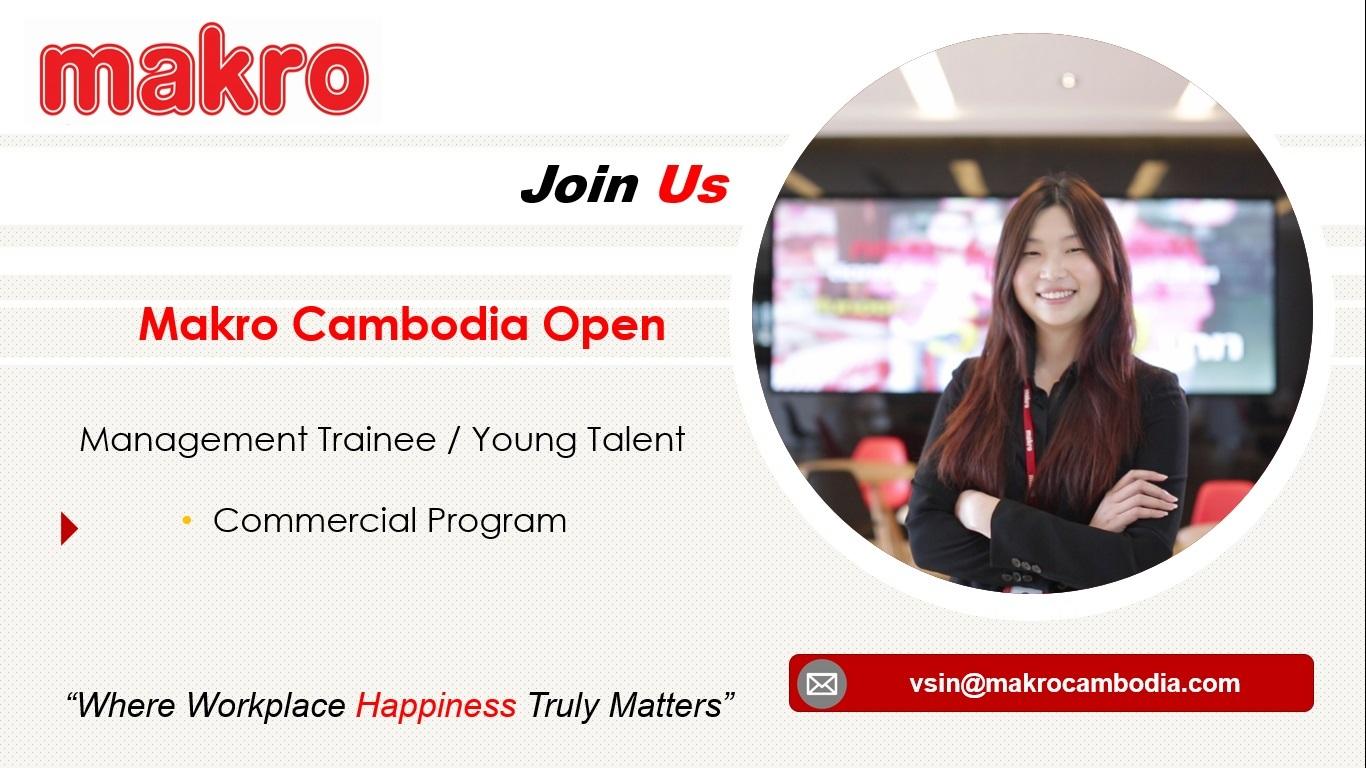 makro
Join Us
Makro Cambodia Open
Management Trainee / Young Talent
• Commercial Program
“Where Workplace Happiness Truly Matters”
vsin@makrocambodia.com